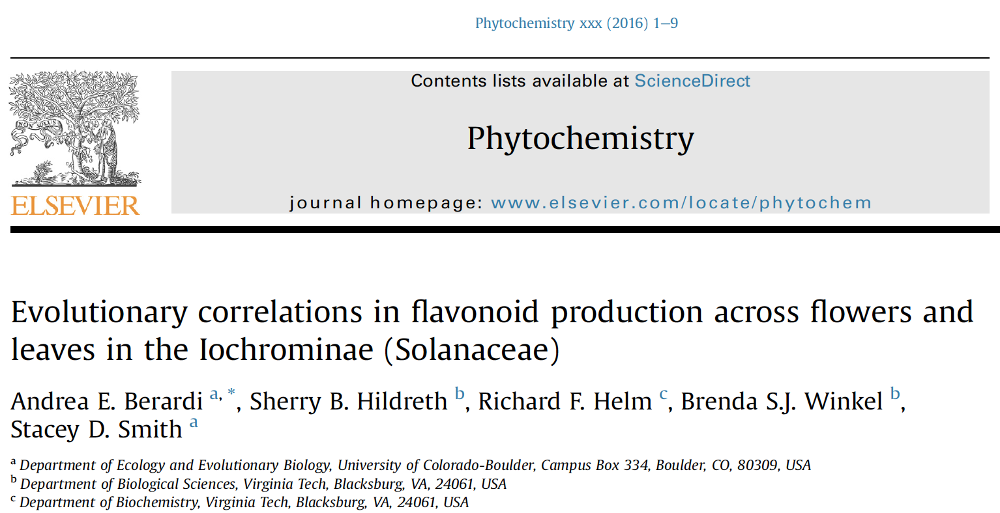 Phytochemistry xxx (2016) 1–9
Contents lists available at ScienceDirect
Phytochemistry
journal homepage: www.elsevier.com/locate/phytochem
NON SOLUS
ELSEVIER
Evolutionary correlations in flavonoid production across flowers and
leaves in the Iochrominae (Solanaceae)
Andrea E. Berardi a, *, Sherry B. Hildreth b, Richard F. Helm c, Brenda S.J. Winkel b,
Stacey D. Smith a
a Department of Ecology and Evolutionary Biology, University of Colorado-Boulder, Campus Box 334, Boulder, CO, 80309, USA
b Department of Biological Sciences, Virginia Tech, Blacksburg, VA, 24061, USA
c Department of Biochemistry, Virginia Tech, Blacksburg, VA, 24061, USA